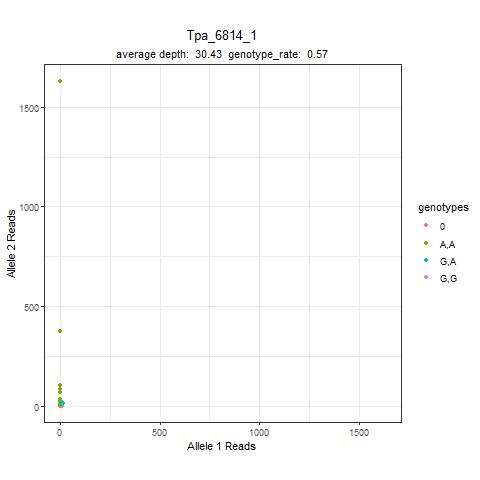 Tpa_6814_1
average depth: 30.43 genotype_rate: 0.57
1500
1000
500
0
Allele 2 Reads
0 500 1000 1500
Allele 1 Reads
genotypes
0
A,A
G,A
G,G